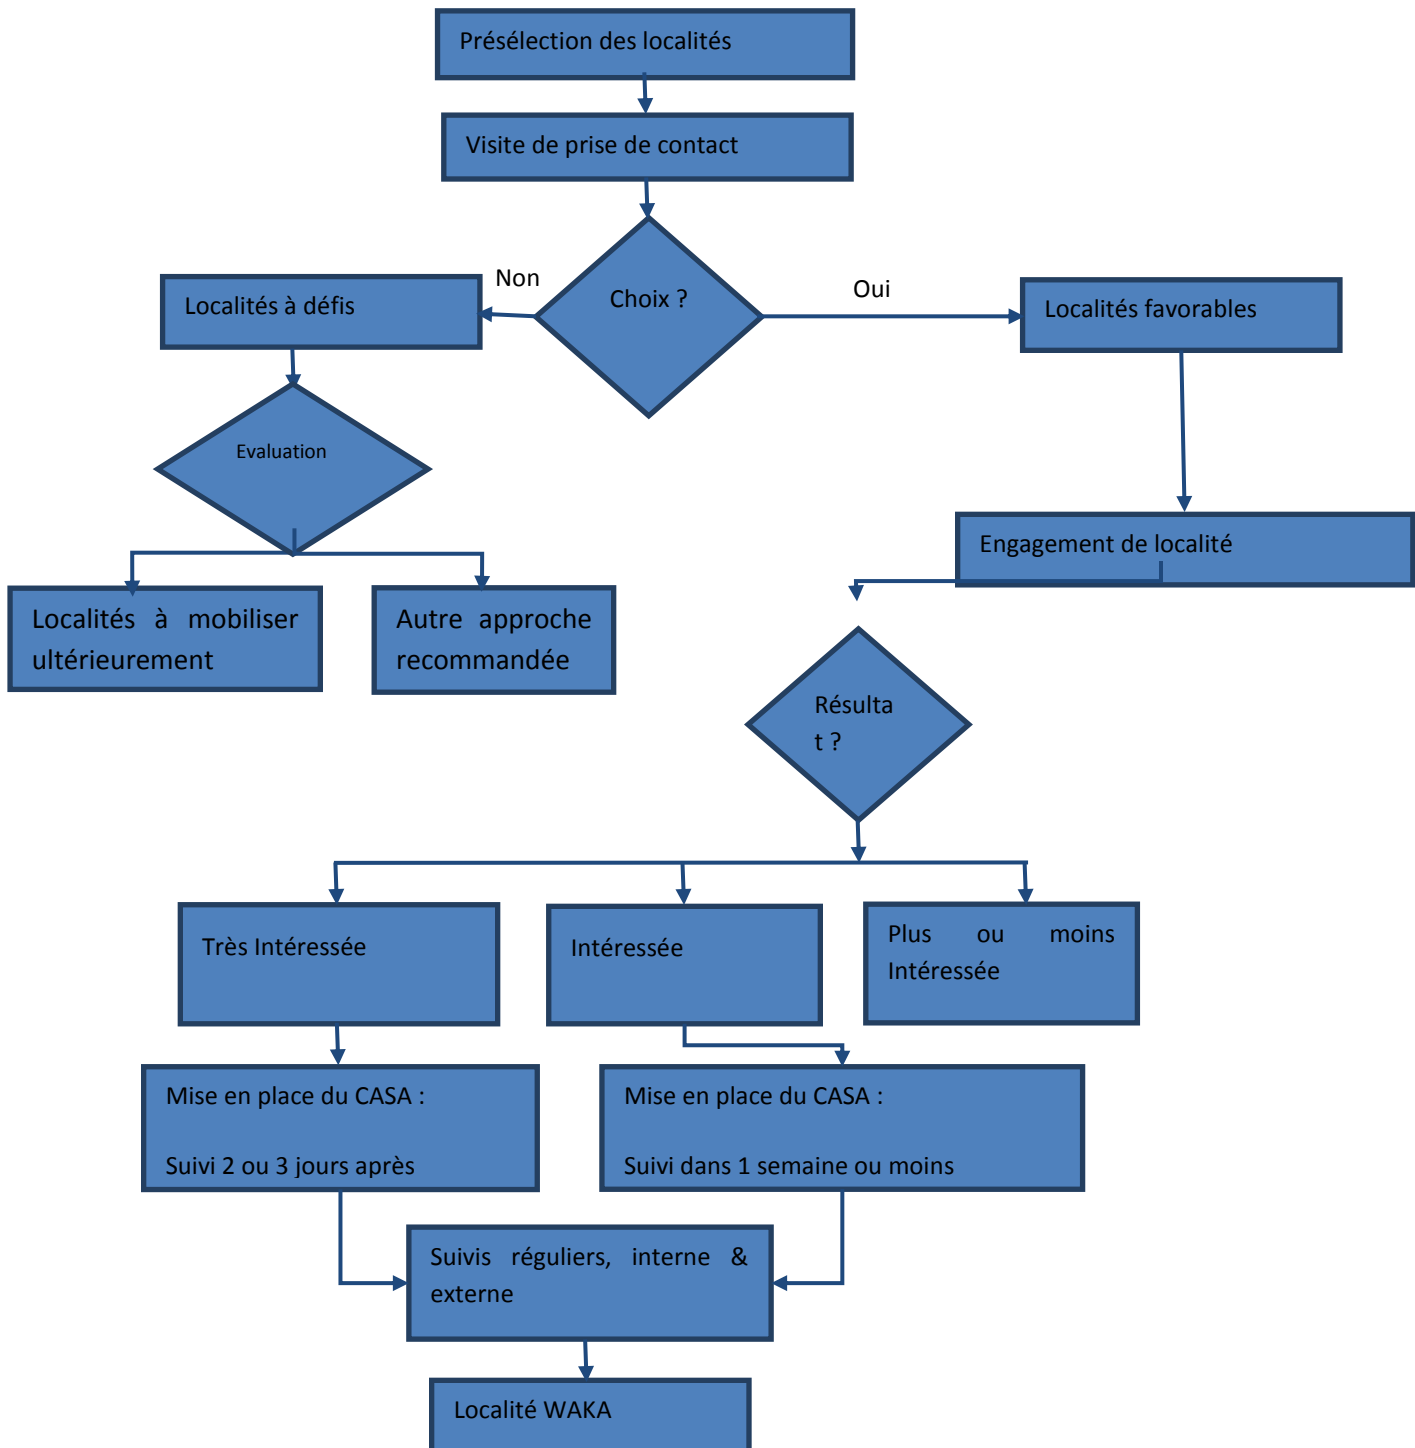 Présélection des localités
Visite de prise de contact
Choix ?
Non
Oui
Localités à défis
Localités favorables
Evaluation
Engagement de localité
Localités à mobiliser
ultérieurement
Autre approche
recommandée
Résulta
t ?
Très Intéressée
Intéressée
Plus ou moins
Intéressée
Mise en place du CASA :
Suivi 2 ou 3 jours après
Mise en place du CASA :
Suivi dans 1 semaine ou moins
Suivis réguliers, interne &
externe
Localité WAKA